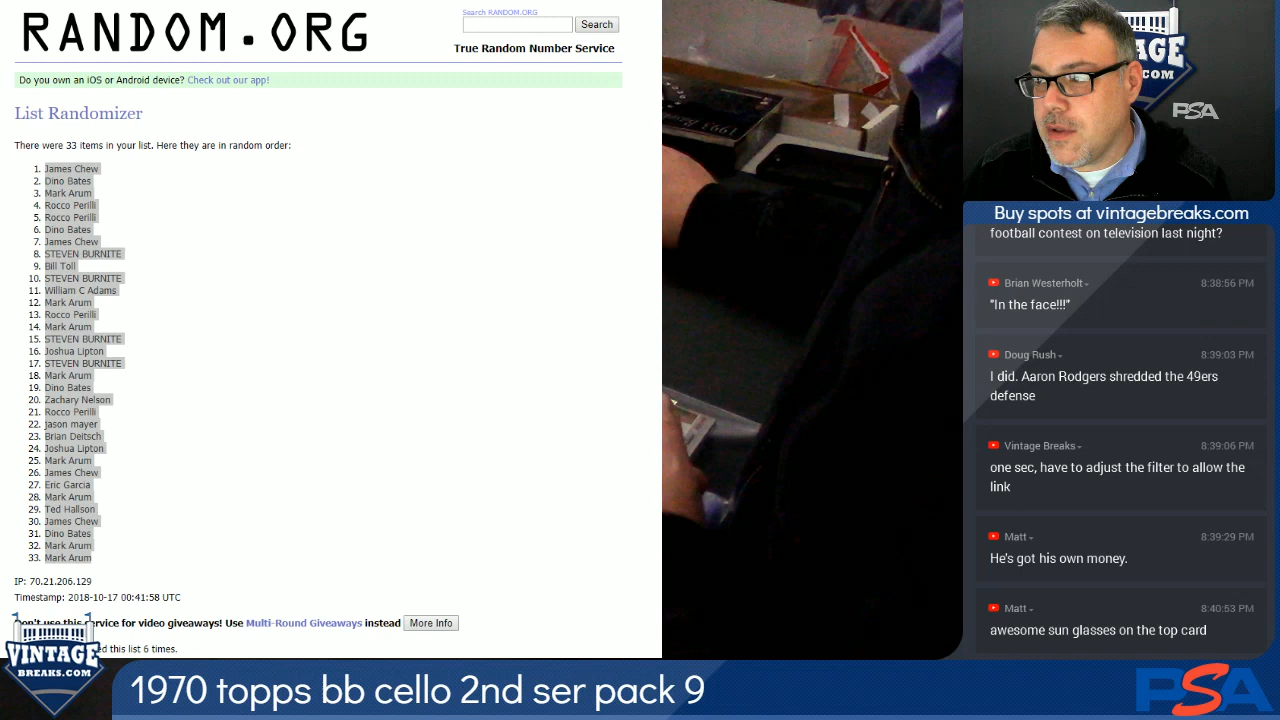 RANDOM.ORG
Search RANDOM.ORG
Search
True Random Number Service
Do you own an iOS or Android device? Check out our app!
List Randomizer
There were 33 items in your list. Here they are in random order:
1. James Chew
2. Dino Bates
3. Mark Arum
4. Rocco Perilli
5. Rocco Perilli
6. Dino Bates
7. James Chew
8. STEVEN BURNITE
9. Bill Toll
10. STEVEN BURNITE
11. William C Adams
12. Mark Arum
13. Rocco Perilli
14. Mark Arum
15. STEVEN BURNITE
16. Joshua Lipton
17. STEVEN BURNITE
18. Mark Arum
19. Dino Bates
20. Zachary Nelson
21. Rocco Perilli
22. jason mayer
23. Brian Deitsch
24. Joshua Lipton
25. Mark Arum
26. James Chew
27. Eric Garcia
28. Mark Arum
29. Ted Hallson
30. James Chew
31. Dino Bates
32. Mark Arum
33. Mark Arum
IP: 70.21.206.129
Timestamp: 2018-10-17 00:41:58 UTC
Don't use this service for video giveaways! Use Multi-Round Giveaways instead
More Info
ed this list 6 times.
VINTAGE
BREAKS.COM
1970 topps bb cello 2nd ser pack 9
1993
VINTAGE
.COM
PSA
Buy spots at vintagebreaks.com
football contest on television last night?
Brian Westerholt
8:38:56 PM
"In the face!!!"
Doug Rush
8:39:03 PM
I did. Aaron Rodgers shredded the 49ers
defense
Vintage Breaks
8:39:06 PM
one sec, have to adjust the filter to allow the
link
Matt
8:39:29 PM
He's got his own money.
Matt
8:40:53 PM
awesome sun glasses on the top card
PSA